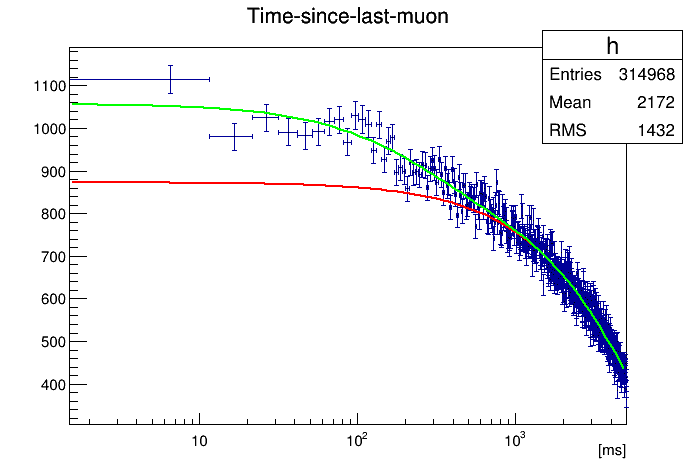 Time-since-last-muon
h
Entries 314968
Mean 2172
RMS 1432
1100
1000
900
800
700
600
500
400
10
10²
10³
[ms]